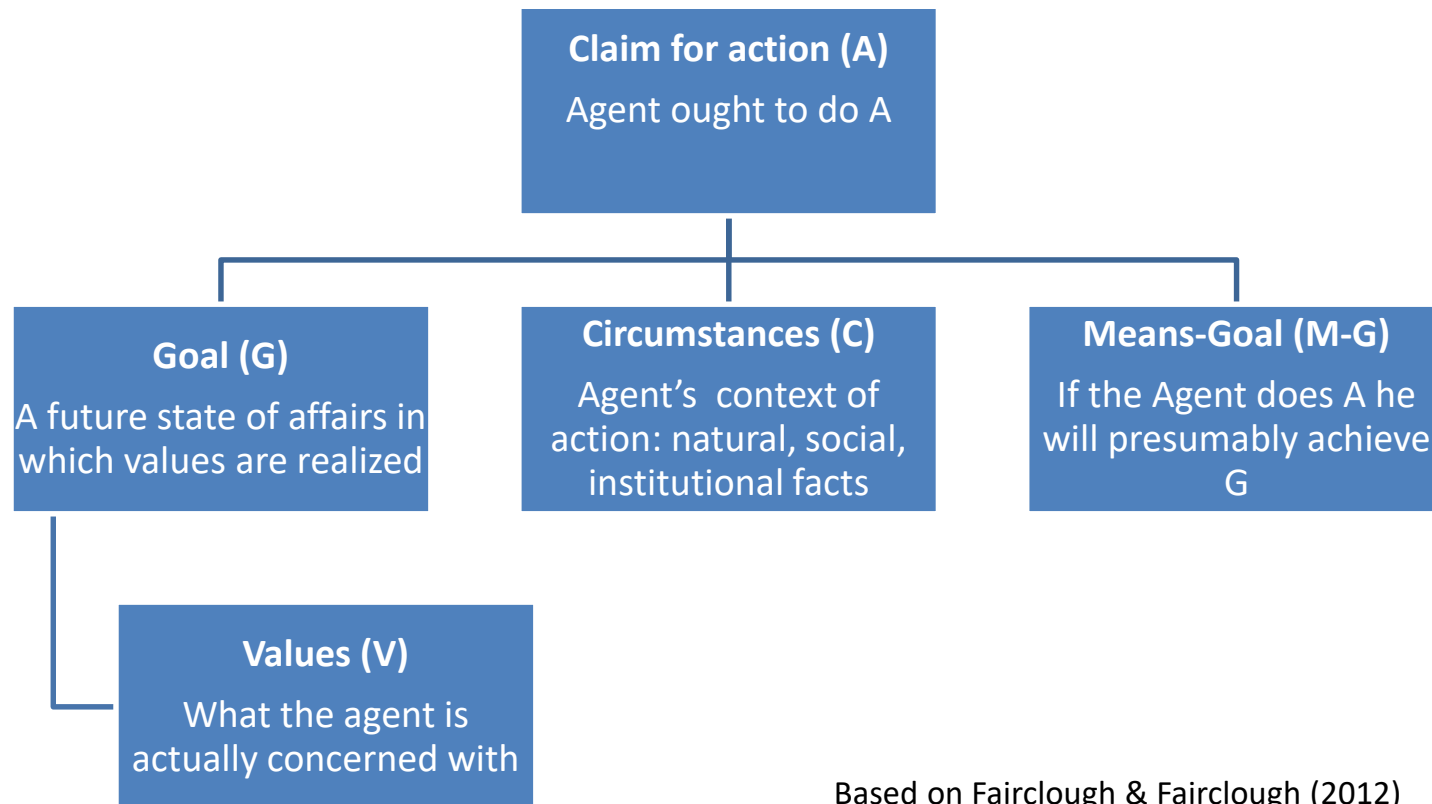 Claim for action (A)
Agent ought to do A
Goal (G)
A future state of affairs in
which values are realized
Circumstances (C)
Agent’s  context of
action: natural, social,
institutional facts
Means-Goal (M-G)
If the Agent does A he
will presumably achieve
G
Values (V)
What the agent is
actually concerned with
Based on Fairclough & Fairclough (2012)